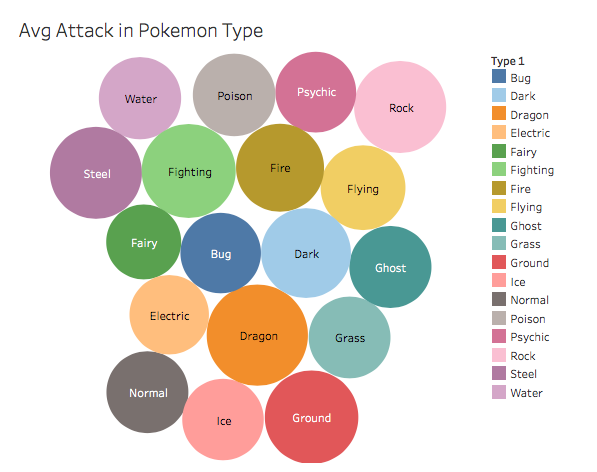 Avg Attack in Pokemon Type
Water
Poison
Psychic
Rock
Steel
Fighting
Fire
Flying
Fairy
Bug
Dark
Ghost
Electric
Dragon
Grass
Normal
Ice
Ground
Type 1
Bug
Dark
Dragon
Electric
Fairy
Fighting
Fire
Flying
Ghost
Grass
Ground
Ice
Normal
Poison
Psychic
Rock
Steel
Water